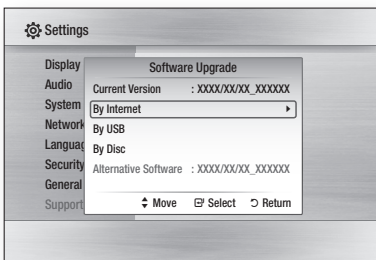 Settings
Display
Audio
System
Network
Security
General
Support
Software Upgrade
Current Version : XXXX/XX/XX_XXXXXX
By Internet
By USB
By Disc
Alternative Software : XXXX/XX/XX_XXXXXX
Move Select Return